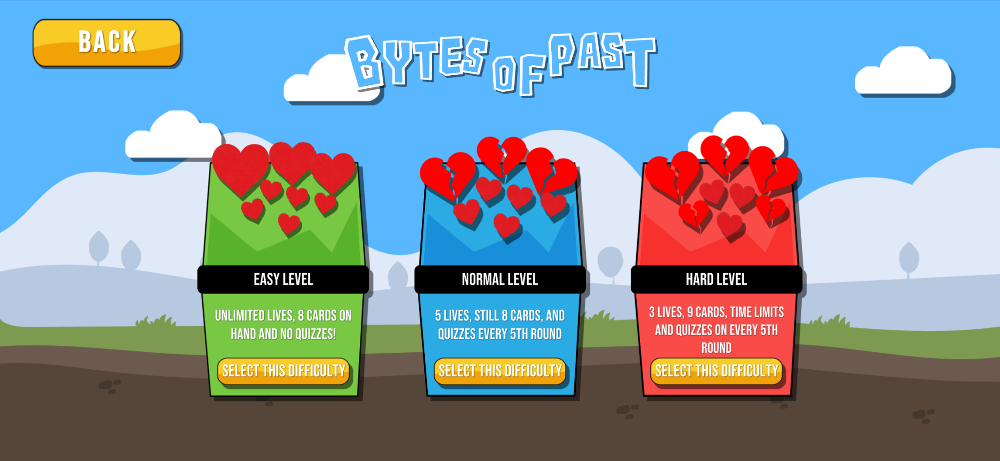 BACK
BYTES OF PAST
EASY LEVEL
UNLIMITED LIVES, 8 CARDS ON
HAND AND NO QUIZZES!
SELECT THIS DIFFICULTY
NORMAL LEVEL
5 LIVES, STILL 8 CARDS, AND
QUIZZES EVERY 5TH ROUND
SELECT THIS DIFFICULTY
HARD LEVEL
3 LIVES, 9 CARDS, TIME LIMITS
AND QUIZZES ON EVERY 5TH
ROUND
SELECT THIS DIFFICULTY